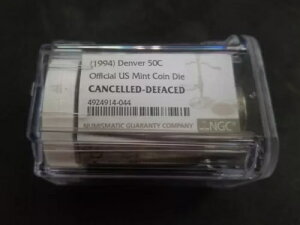 (1994) Denver 50C
Official US Mint Coin Die
CANCELLED-DEFACED
4924914-044
NUMISMATIC GUARANTY COMPANY
NGC